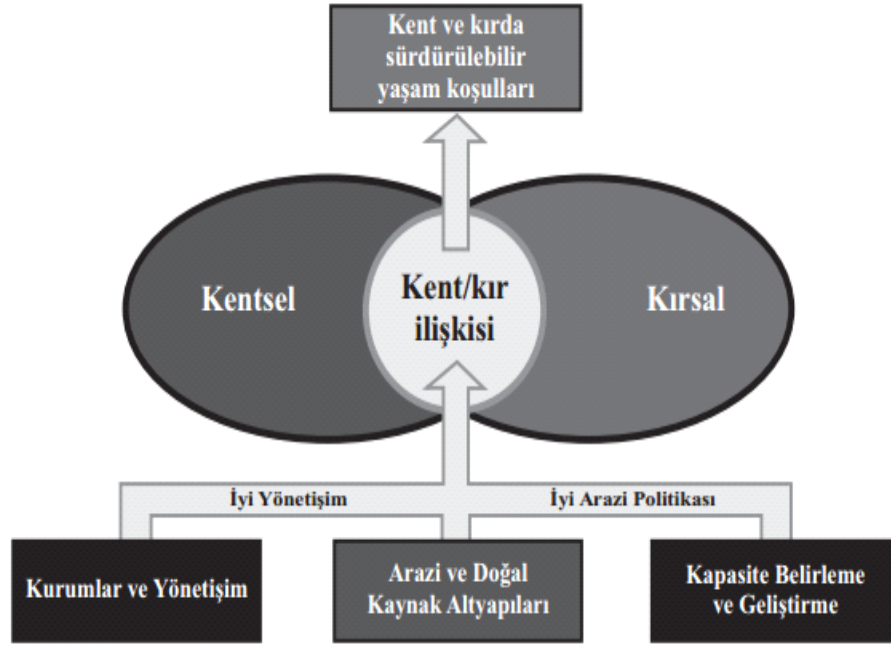 Kent ve kırda
sürdürülebilir
yaşam koşulları
Kentsel
Kent/kır
ilişkisi
Kırsal
İyi Yönetişim
İyi Arazi Politikası
Kurumlar ve Yönetişim
Arazi ve Doğal
Kaynak Altyapıları
Kapasite Belirleme
ve Geliştirme